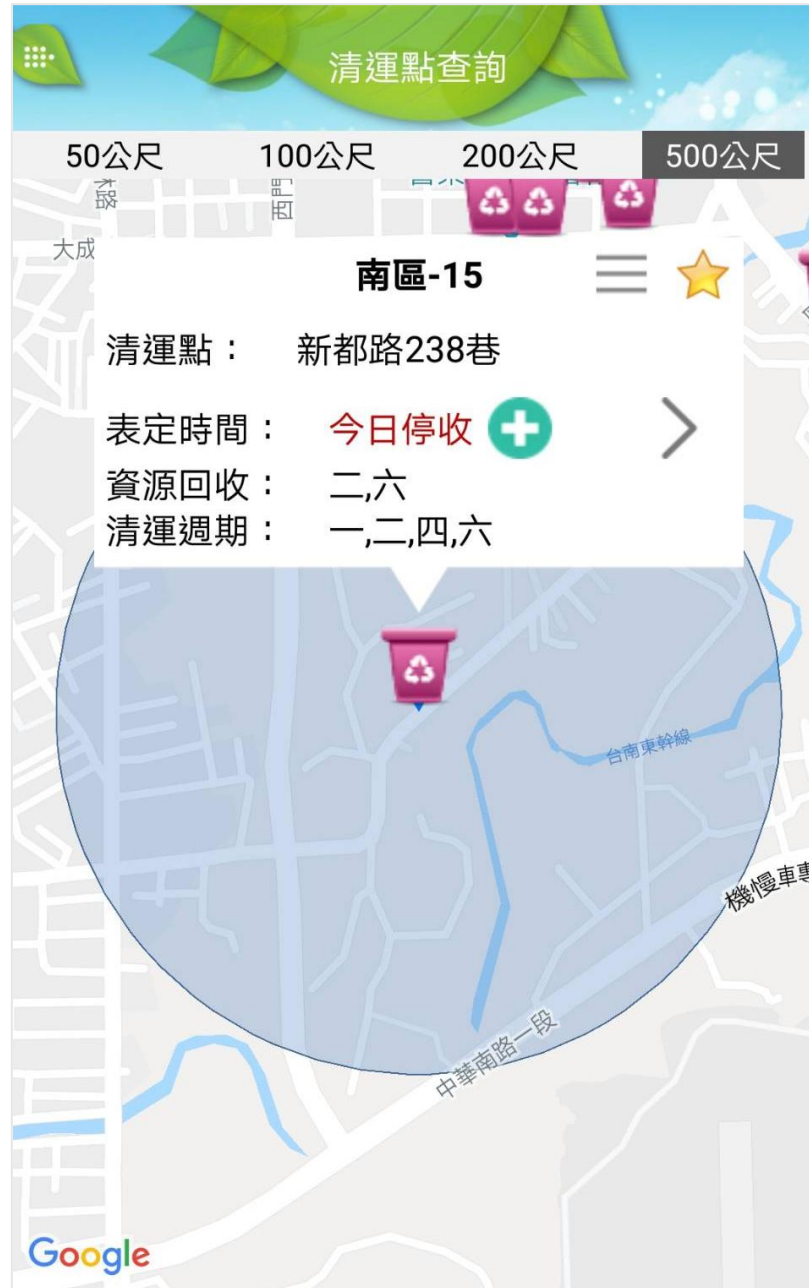 清運點查詢
50公尺 100公尺 200公尺 500公尺
西門
大成
南區-15
清運點： 新都路238巷
表定時間： 今日停收
資源回收： 二,六
清運週期： 一,二,四,六
台南東幹線
機慢車專
中華南路一段
Google